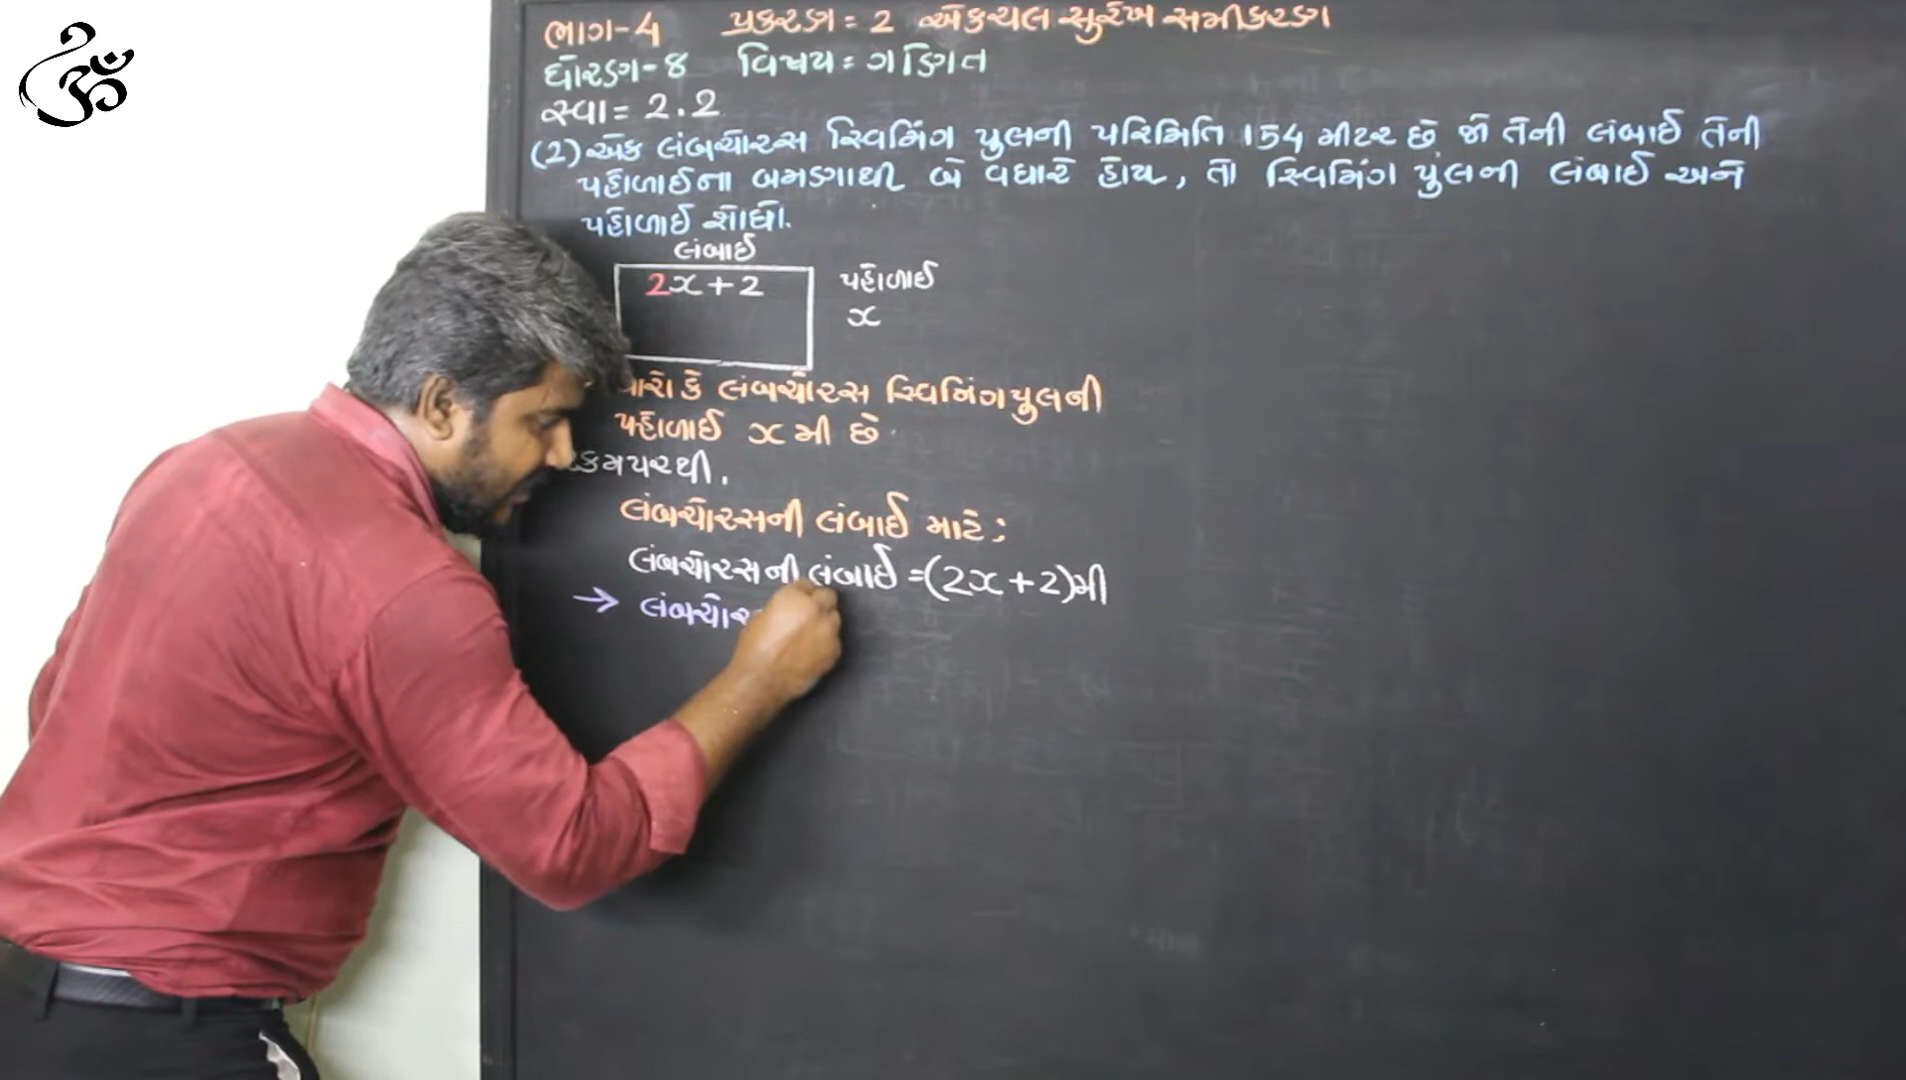 ૐ
ભાગ-4 પ્રકરણ = 2 એકચલ સુરેખ સમીકરણ
ધોરણ-૪ વિષય = ગણિત
સ્વા = 2.2
(2) એક લંબચોરસ સ્વિમિંગ પુલની પરિમિતિ 154 મીટર છે જો તેની લંબાઈ તેની
પહોળાઈના બમણાથી બે વધારે હોય, તો સ્વિમિંગ પુલની લંબાઈ અને
પહોળાઈ શોધો.
લંબાઈ
2x+2 પહોળાઈ
x
કે લંબચોરસ સ્વિમિંગપુલની
પહોળાઈ x મી છે.
લંબચોરસની લંબાઈ માટે;
લંબચોરસની લંબાઈ =(2x+2)મી
→ લંબચોર